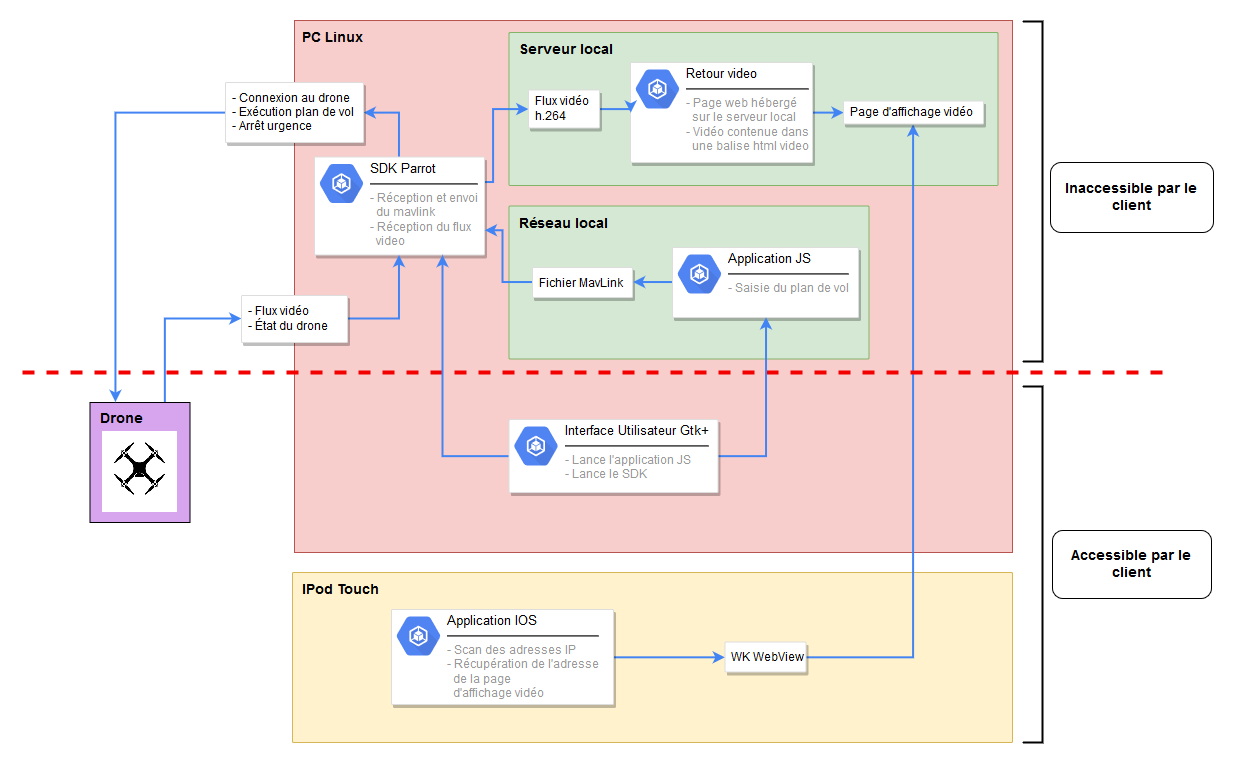 PC Linux
Serveur local
Retour video
- Page web hébergé
sur le serveur local
- Vidéo contenue dans
une balise html video
Flux vidéo
h.264
Page d'affichage vidéo
- Connexion au drone
- Exécution plan de vol
- Arrêt urgence
SDK Parrot
- Réception et envoi
du mavlink
- Réception du flux
video
Inaccessible par le
client
Réseau local
Application JS
- Saisie du plan de vol
Fichier MavLink
- Flux vidéo
- État du drone
Drone
Interface Utilisateur Gtk+
- Lance l'application JS
- Lance le SDK
Accessible par le
client
IPod Touch
Application IOS
- Scan des adresses IP
- Récupération de l'adresse
de la page
d'affichage vidéo
WK WebView